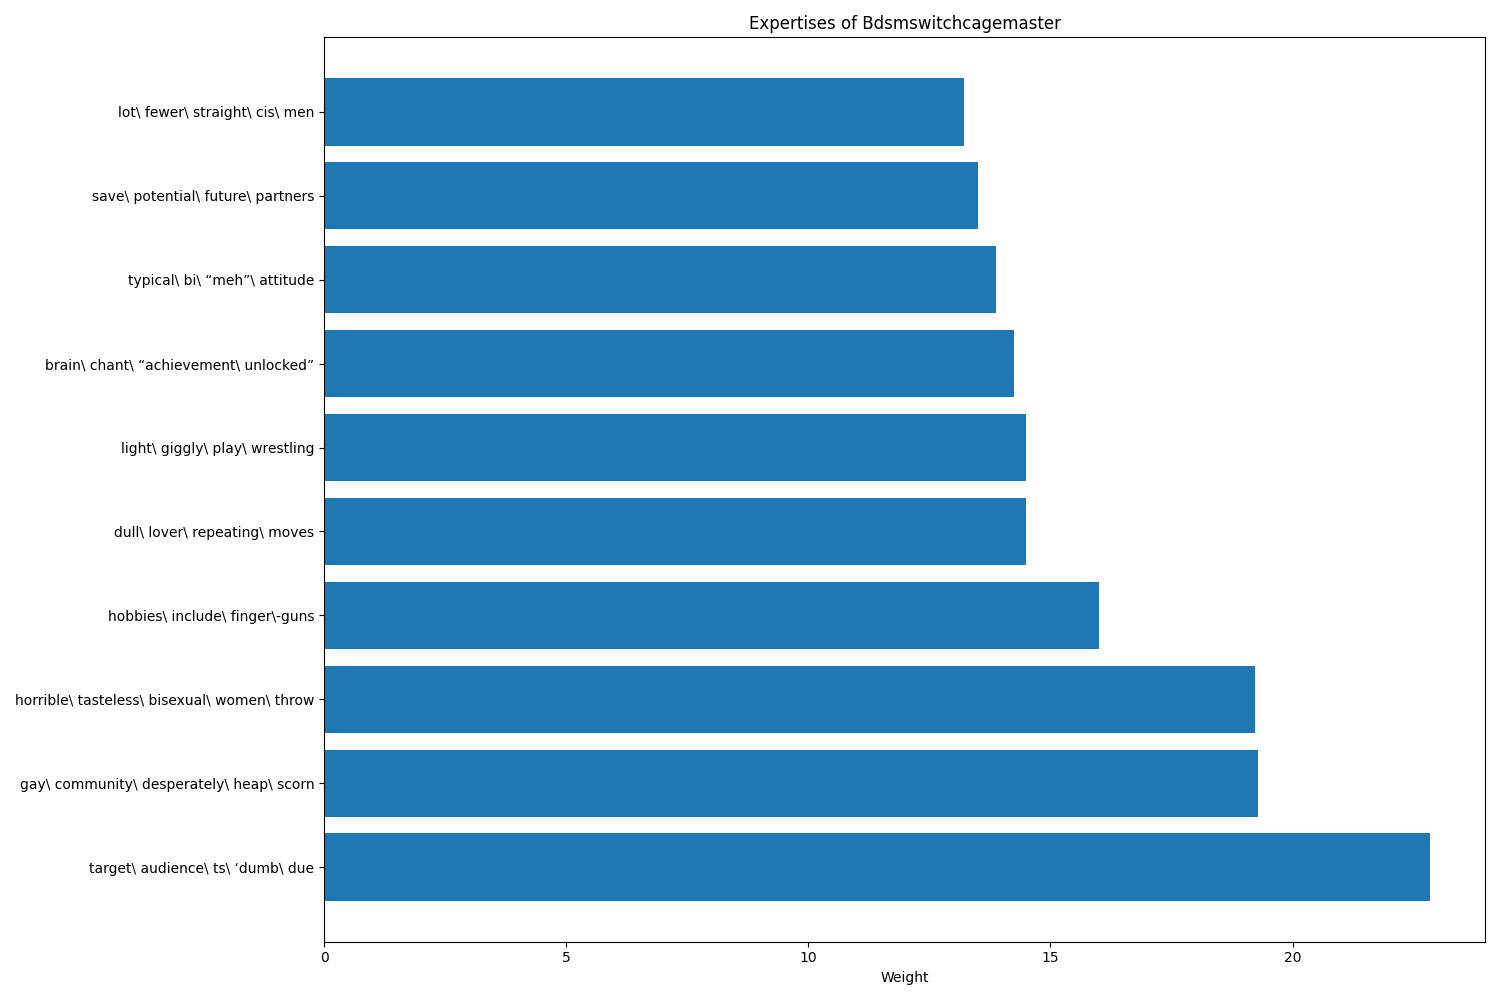 Expertises of Bdsmswitchcagemaster
lot\ fewer\ straight\ cis\ men
save\ potential\ future\ partners
typical\ bi\ “meh”\ attitude
brain\ chant\ “achievement\ unlocked”
light\ giggly\ play\ wrestling
dull\ lover\ repeating\ moves
hobbies\ include\ finger\-guns
horrible\ tasteless\ bisexual\ women\ throw
gay\ community\ desperately\ heap\ scorn
target\ audience\ ts\ ‘dumb\ due
0 5 10 15 20
Weight